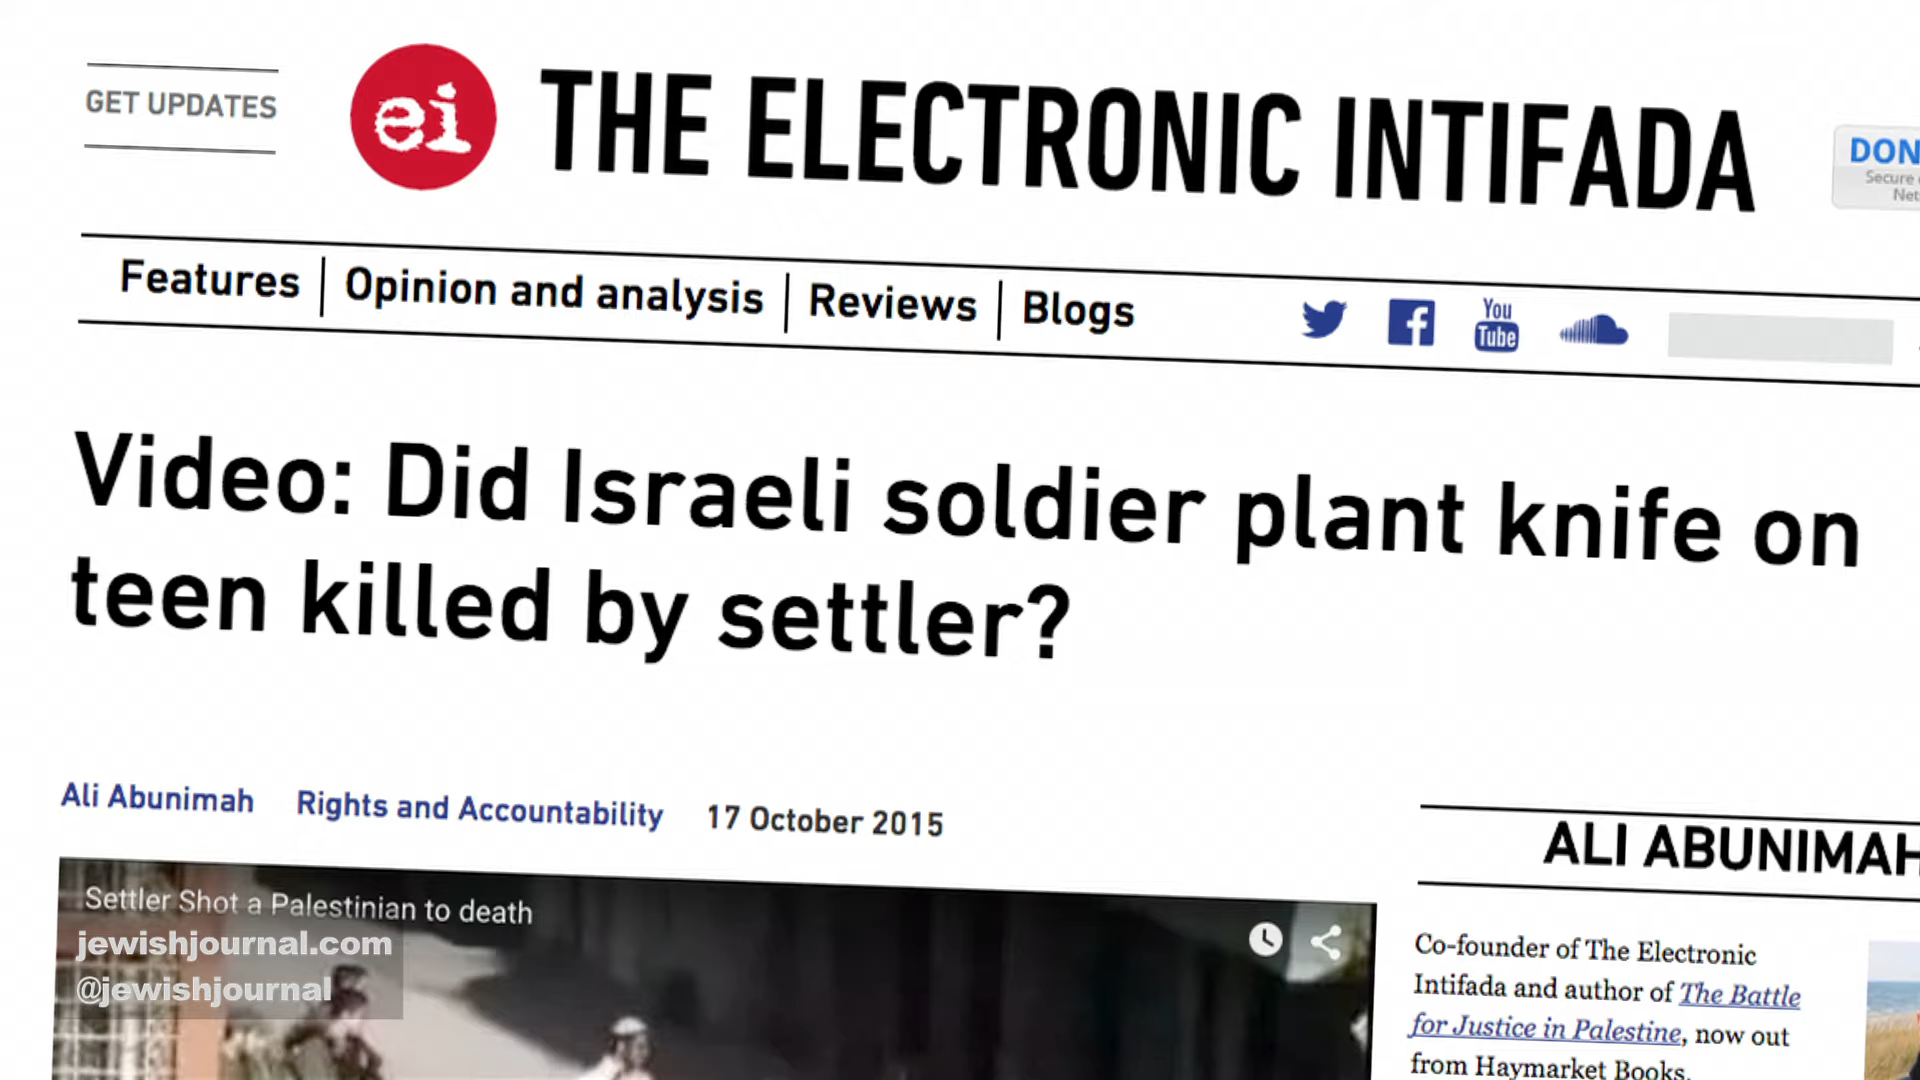 GET UPDATES
ei
THE ELECTRONIC INTIFADA
DON
Secure
Net
Features
Opinion and analysis
Reviews
Blogs
You
Tube
Video: Did Israeli soldier plant knife on
teen killed by settler?
Ali Abunimah
Rights and Accountability
17 October 2015
Settler Shot a Palestinian to death
jewishjournal.com
@jewishjournal
ALI ABUNIMAH
Co-founder of The Electronic
Intifada and author of The Battle
for Justice in Palestine, now out
from Haymarket Books.